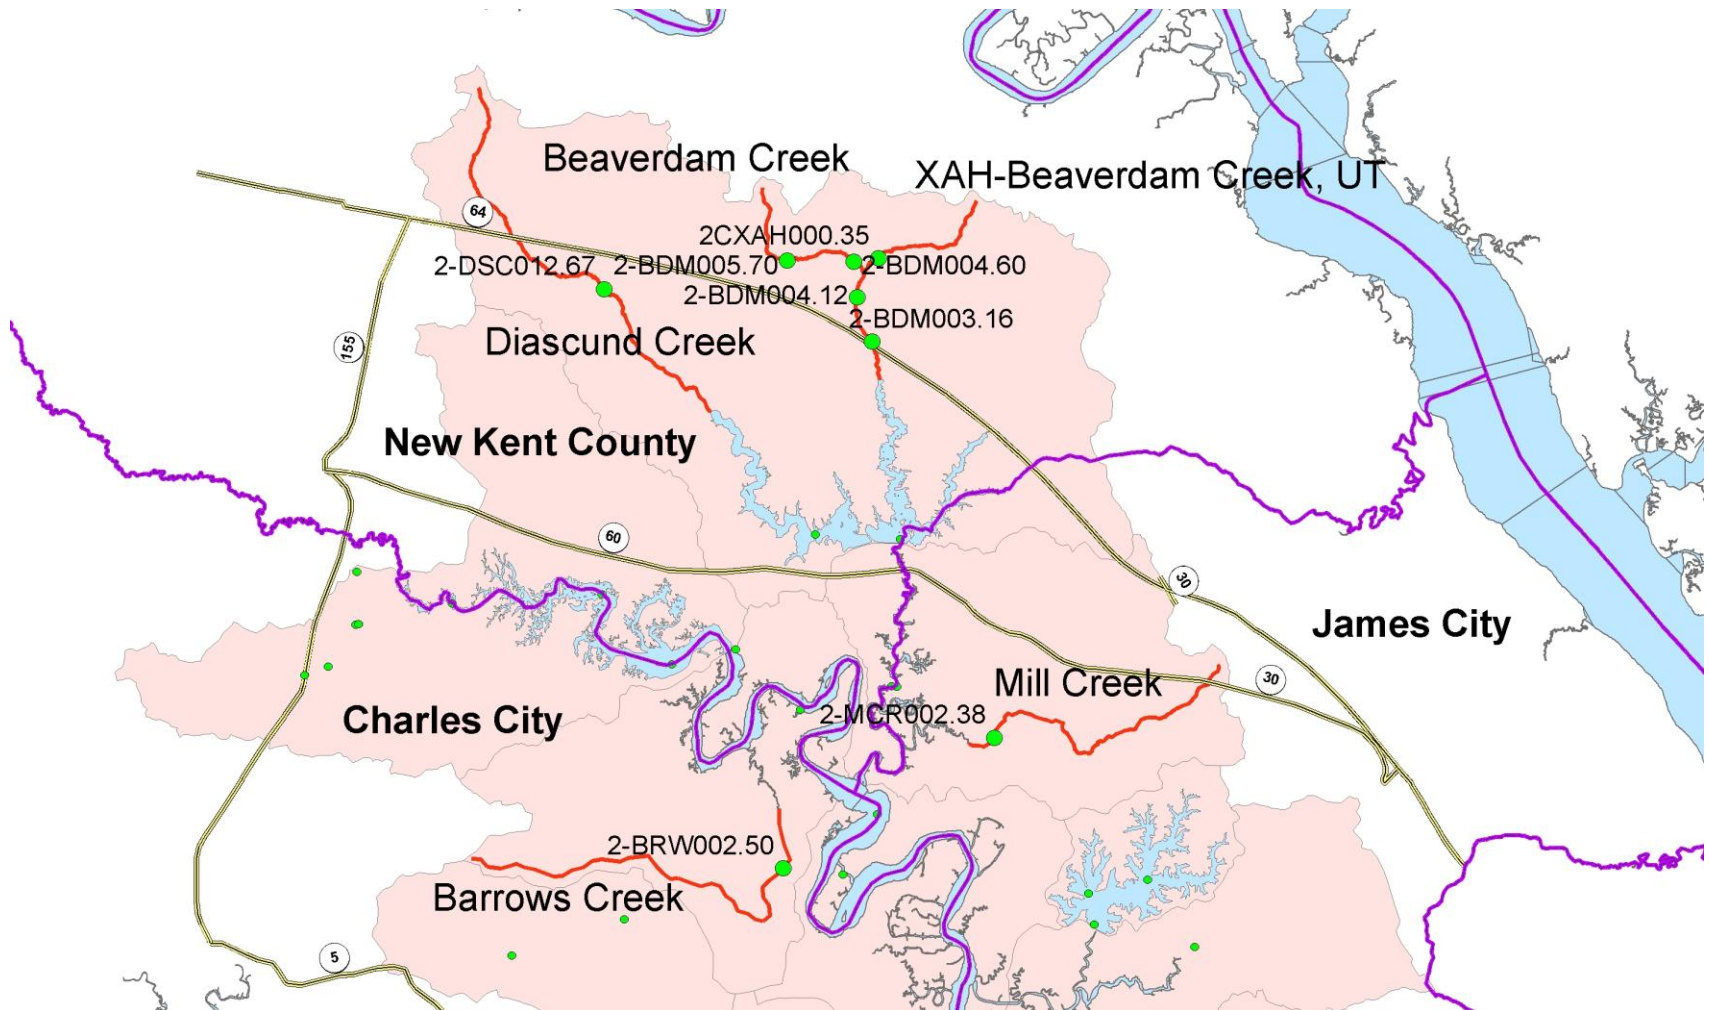 Beaverdam Creek
XAH-Beaverdam Creek, UT
64
2CXAH000.35
2-DSC012.67
2-BDM005.70
2-BDM004.60
2-BDM004.12
2-BDM003.16
155
Diascund Creek
New Kent County
60
30
James City
30
Mill Creek
2-MCR002.38
Charles City
2-BRW002.50
Barrows Creek
5